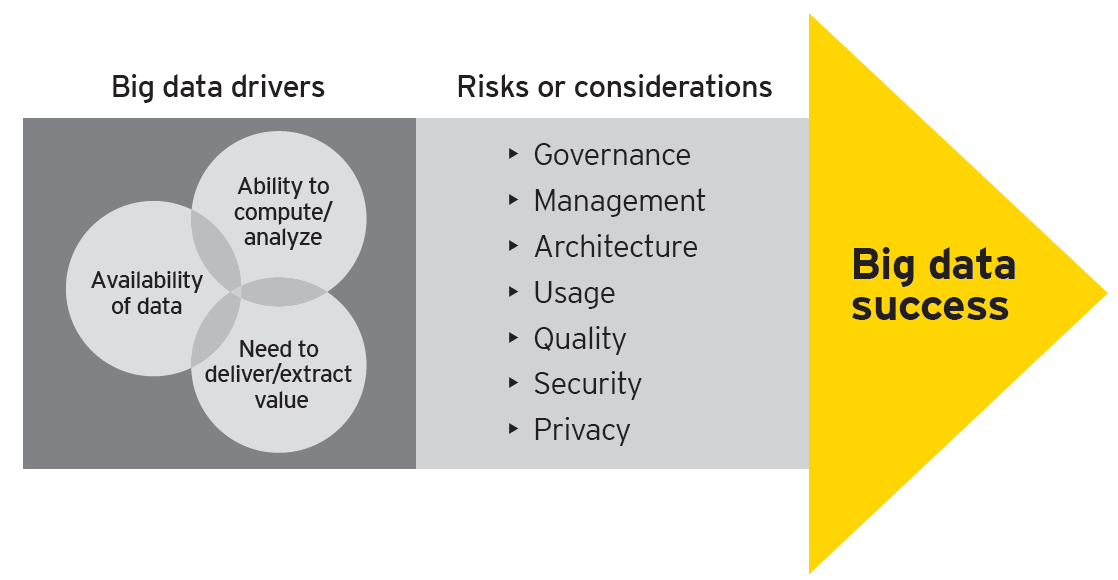 Big data drivers
Ability to
compute/
analyze
Availability
of data
Need to
deliver/extract
value
Risks or considerations
‣ Governance
‣ Management
‣ Architecture
‣ Usage
‣ Quality
‣ Security
‣ Privacy
Big data
success